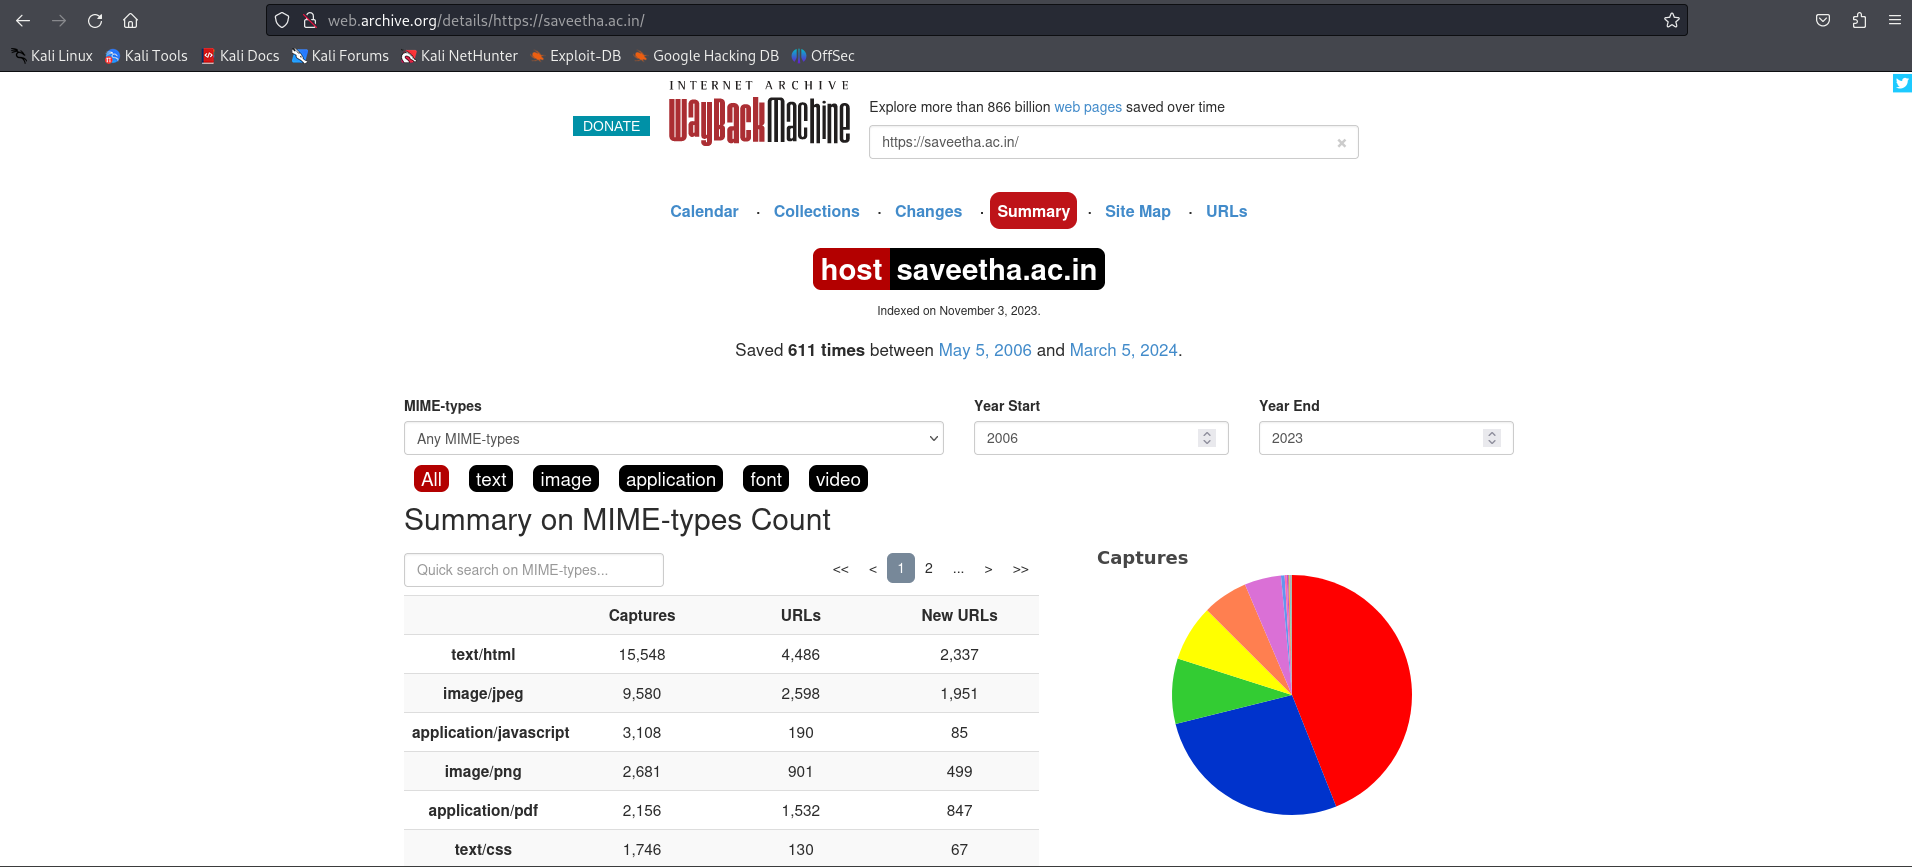 web.archive.org/details/https://saveetha.ac.in/
Kali Linux Kali Tools Kali Docs Kali Forums Kali NetHunter Exploit-DB Google Hacking DB OffSec
INTERNET ARCHIVE
WayBackMachine
DONATE
Explore more than 866 billion web pages saved over time
https://saveetha.ac.in/ ×
Calendar · Collections · Changes · Summary · Site Map · URLs
host saveetha.ac.in
Indexed on November 3, 2023.
Saved 611 times between May 5, 2006 and March 5, 2024.
MIME-types Year Start Year End
Any MIME-types 2006 2023
All text image application font video
Summary on MIME-types Count
Quick search on MIME-types... << < 1 2 ... > >>
Captures URLs New URLs
text/html 15,548 4,486 2,337
image/jpeg 9,580 2,598 1,951
application/javascript 3,108 190 85
image/png 2,681 901 499
application/pdf 2,156 1,532 847
text/css 1,746 130 67
Captures